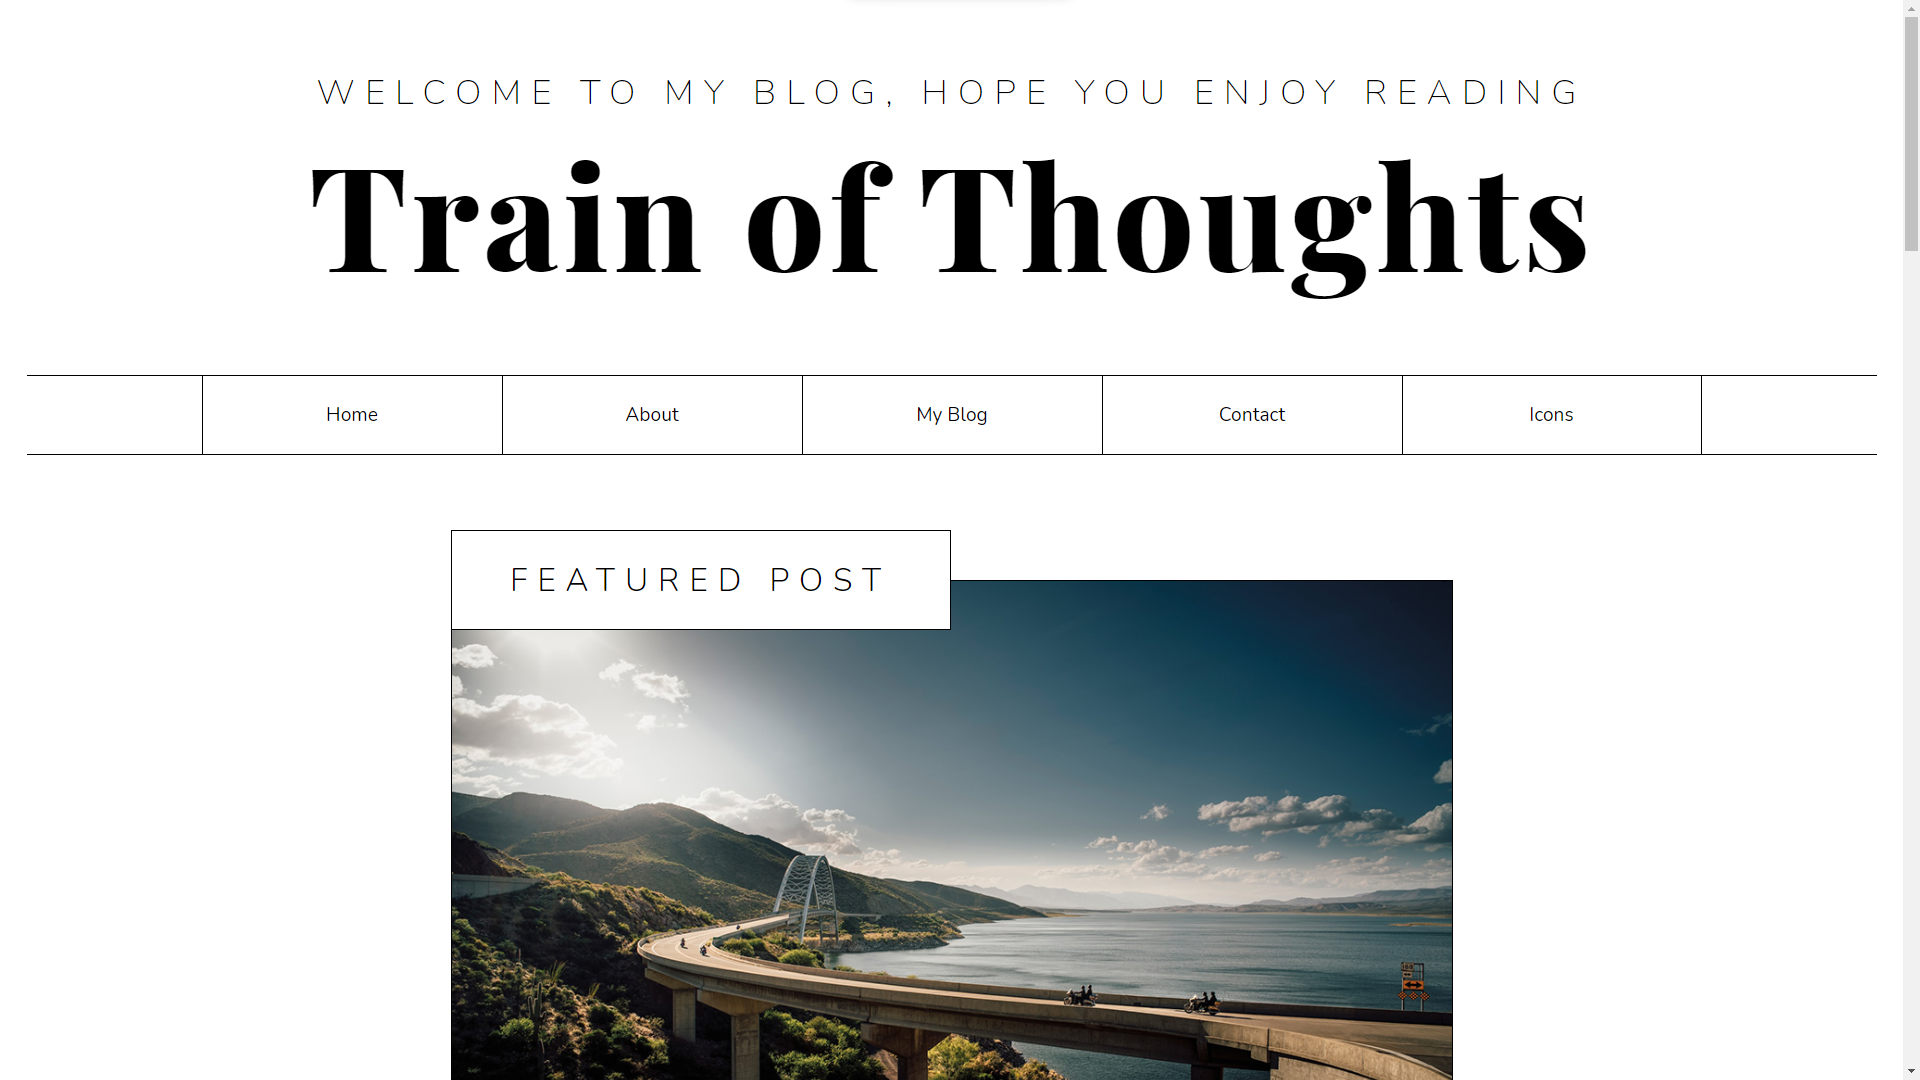 WELCOME TO MY BLOG, HOPE YOU ENJOY READING
Train of Thoughts
Home About My Blog Contact Icons
FEATURED POST